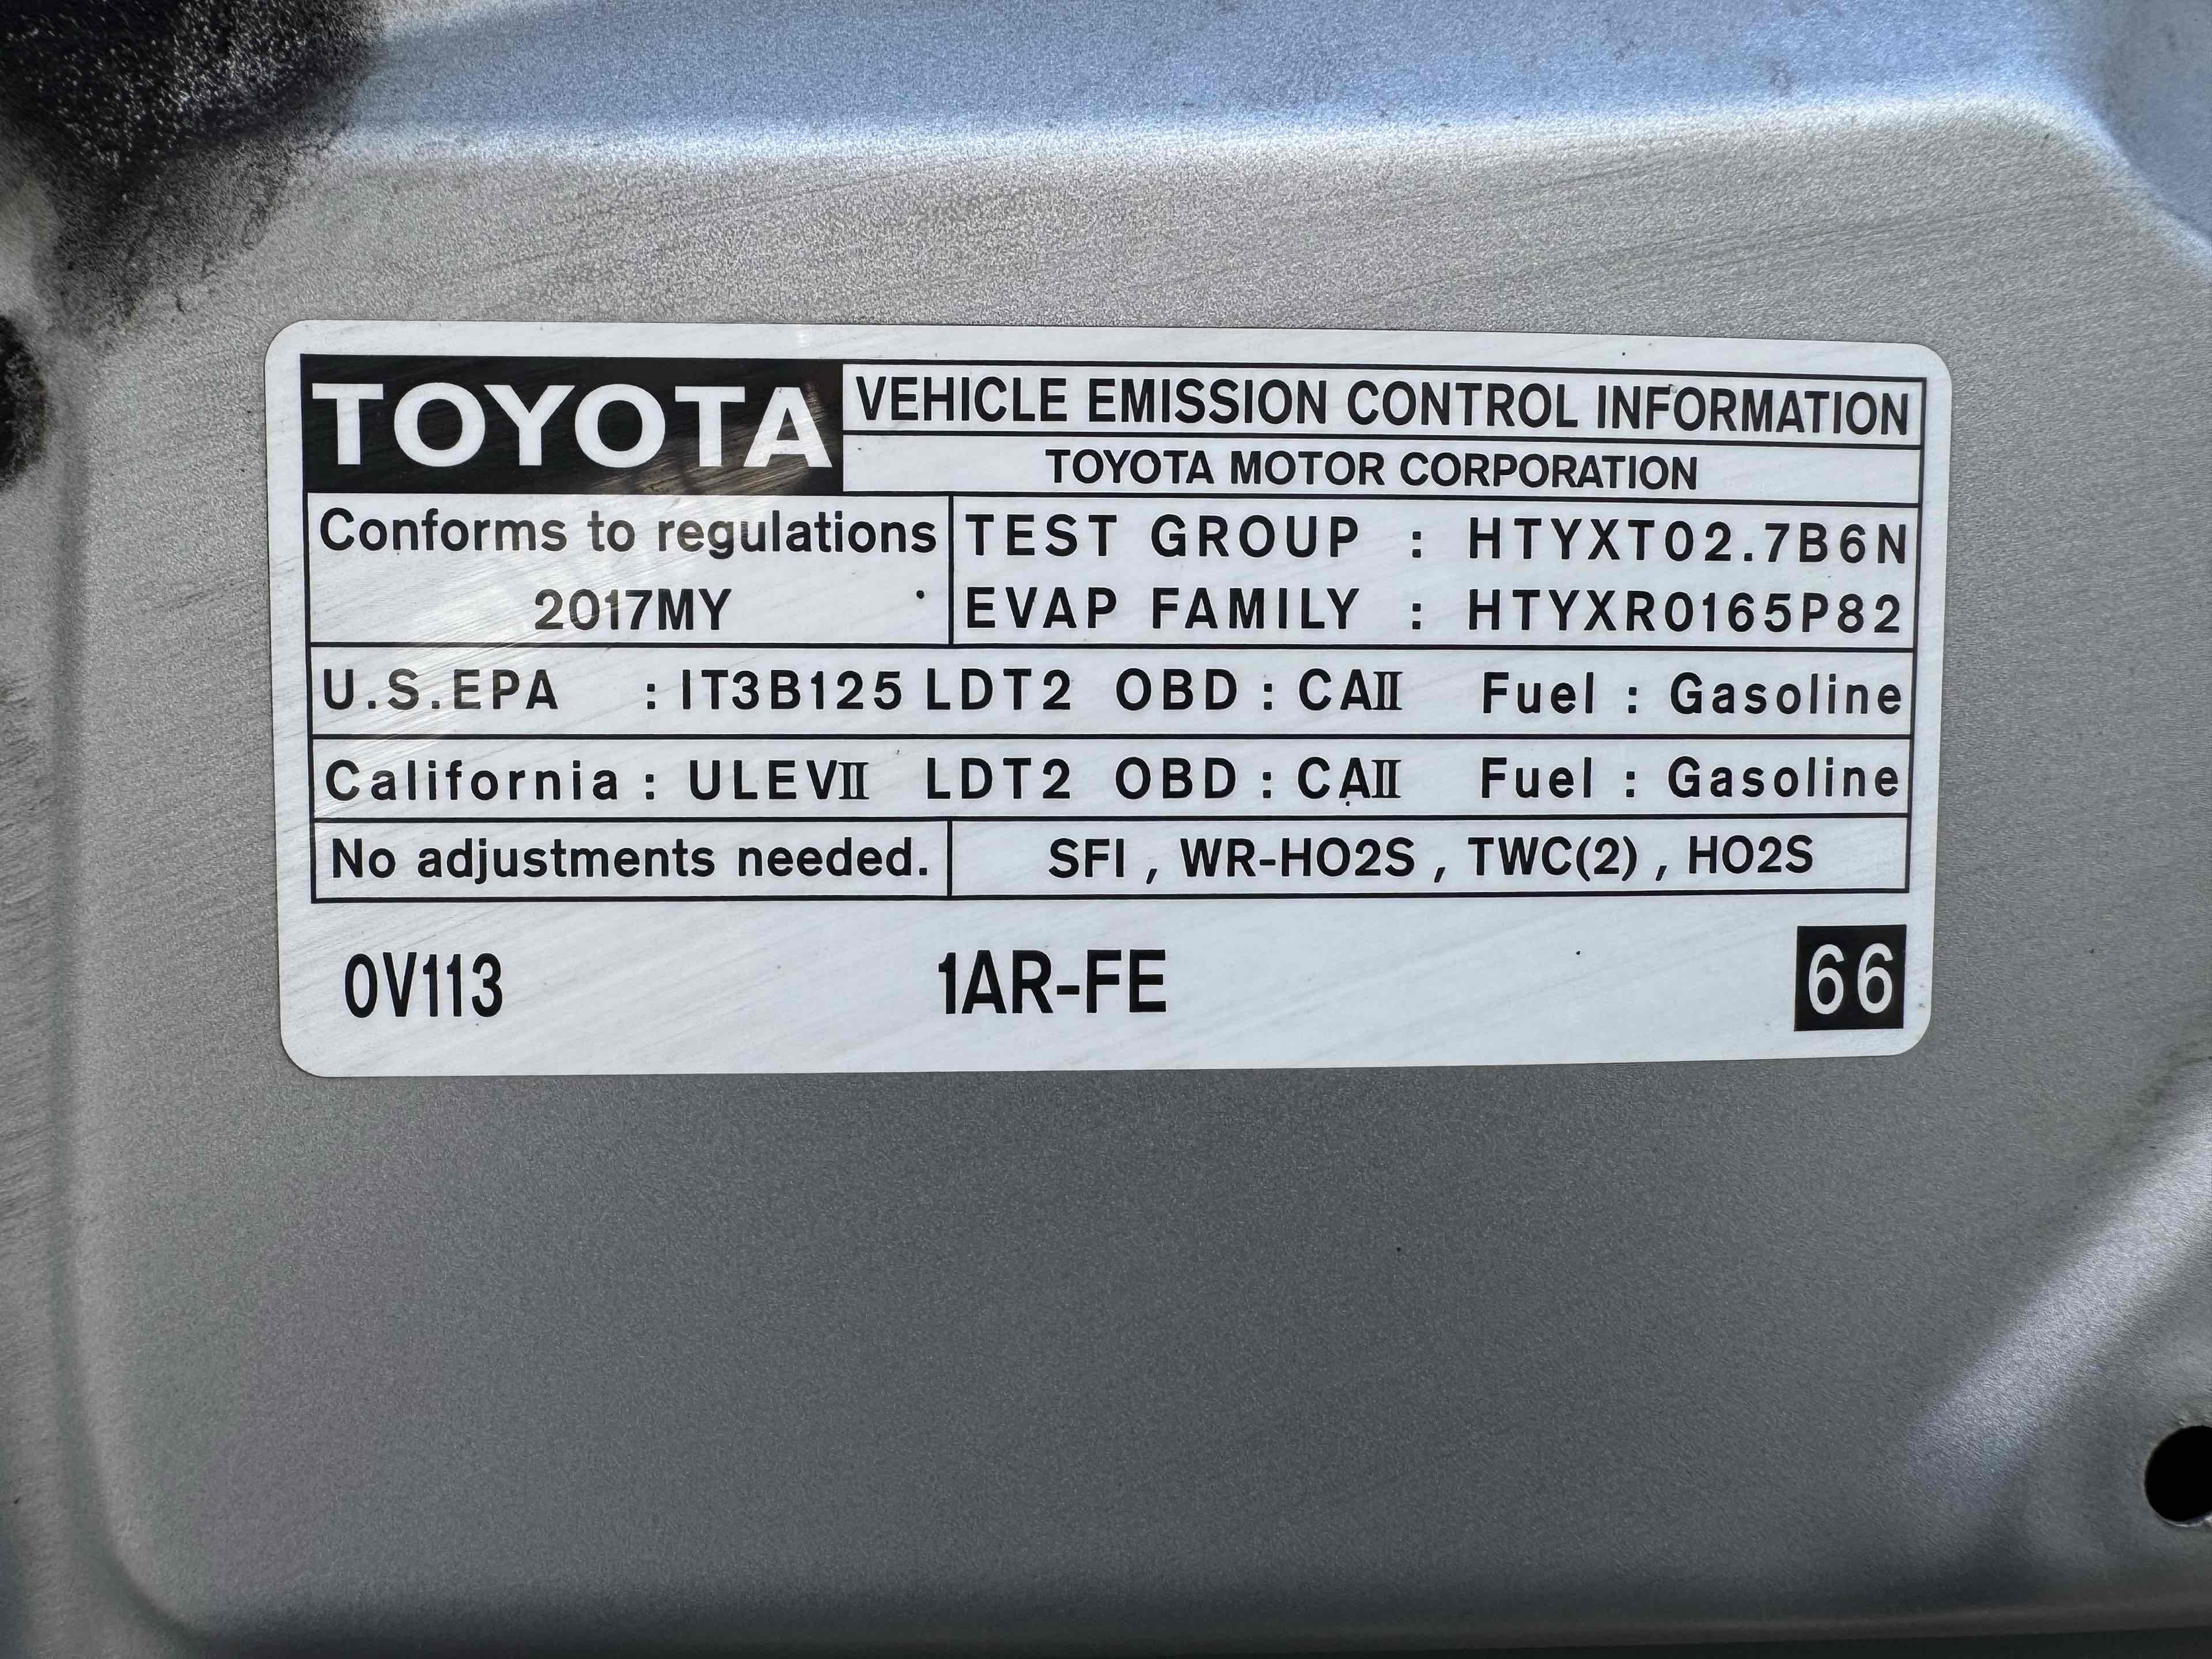 TOYOTA VEHICLE EMISSION CONTROL INFORMATION
TOYOTA MOTOR CORPORATION
Conforms to regulations
2017MY
TEST GROUP : HTYXT02.7B6N
EVAP FAMILY : HTYXR0165P82
U.S.EPA : IT3B125 LDT2 OBD : CAⅡ Fuel : Gasoline
California : ULEVⅡ LDT2 OBD : CAⅡ Fuel : Gasoline
No adjustments needed. SFI , WR-HO2S , TWC(2) , HO2S
0V113 1AR-FE 66